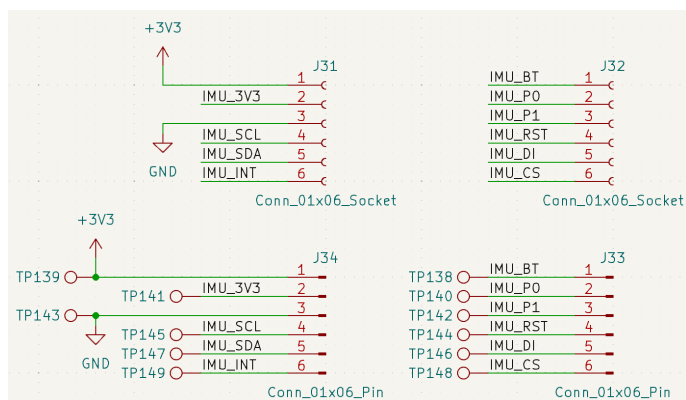 +3V3
J31
J32
1
IMU_BT
1
IMU_3V3
2
IMU_P0
2
3
IMU_P1
3
IMU_SCL
4
IMU_RST
4
IMU_SDA
5
IMU_DI
5
GND
IMU_INT
6
IMU_CS
6
Conn_01x06_Socket
Conn_01x06_Socket
+3V3
J34
J33
TP139
1
TP138
IMU_BT
1
TP141
IMU_3V3
2
TP140
IMU_P0
2
TP143
3
TP142
IMU_P1
3
TP145
IMU_SCL
4
TP144
IMU_RST
4
TP147
IMU_SDA
5
TP146
IMU_DI
5
GND
TP149
IMU_INT
6
TP148
IMU_CS
6
Conn_01x06_Pin
Conn_01x06_Pin